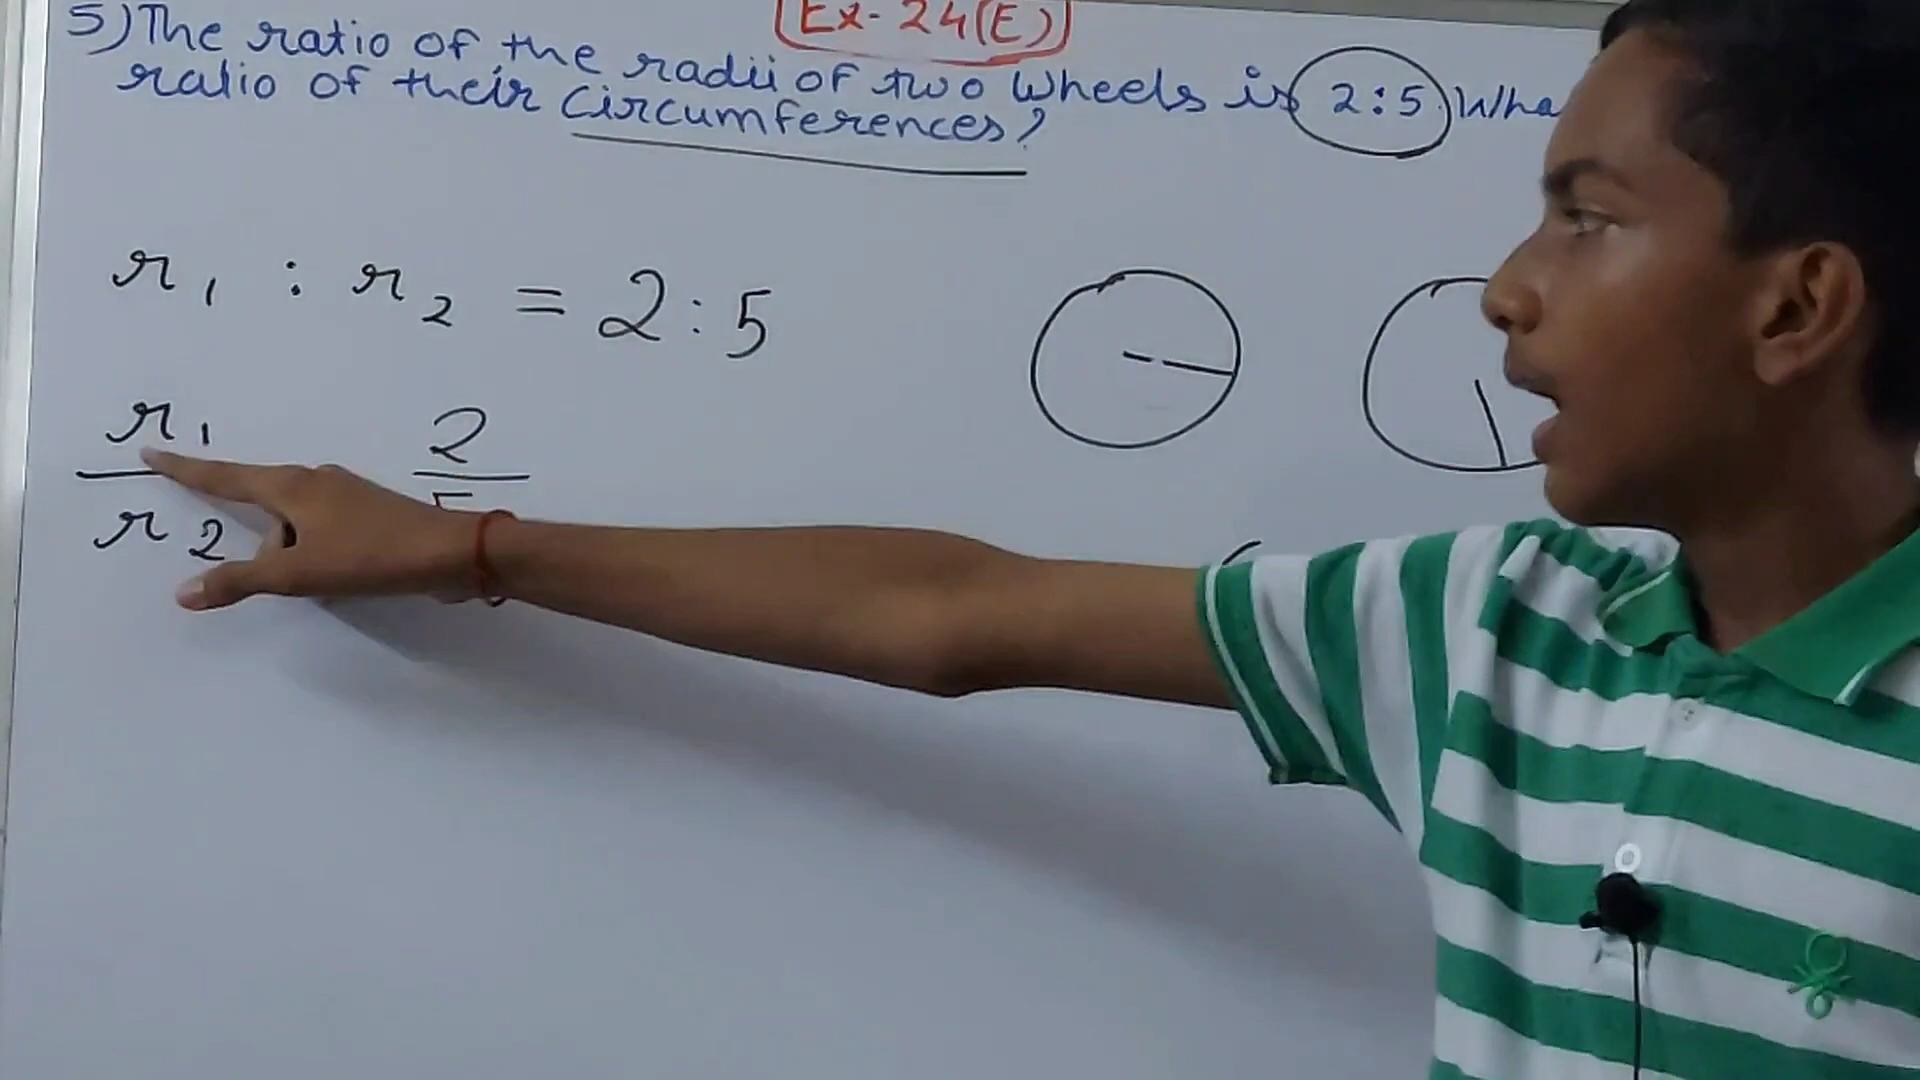 Ex-24(E)
5) The ratio of the radii of two wheels is 2:5. Wha
ratio of their circumferences?
r₁ : r₂ = 2:5
r₁ 2
r₂ 5